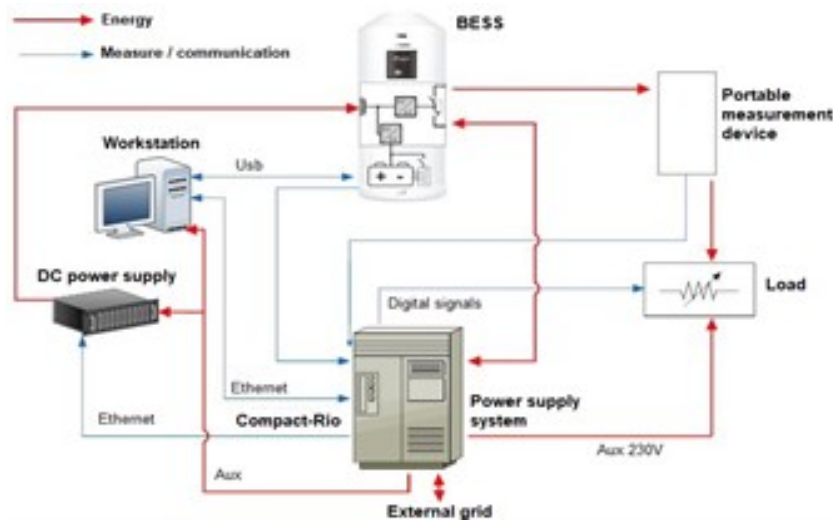 Energy
BESS
Measure / communication
Portable
measurement
device
Workstation
Usb
DC power supply
Load
Digital signals
Ethernet
Power supply
system
Ethernet
Compact-Rio
Aux 230V
Aux
External grid